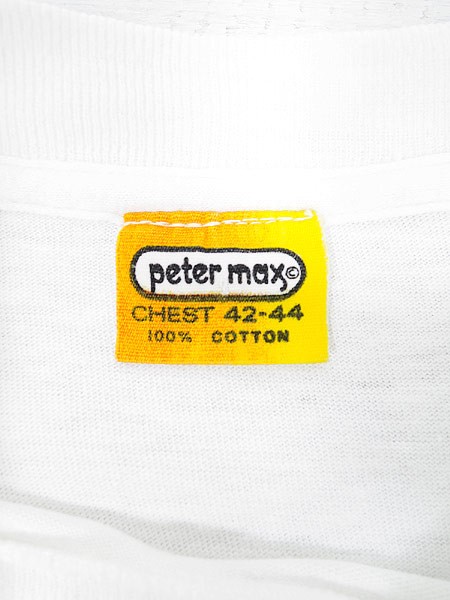 peter max©
CHEST 42-44
100% COTTON